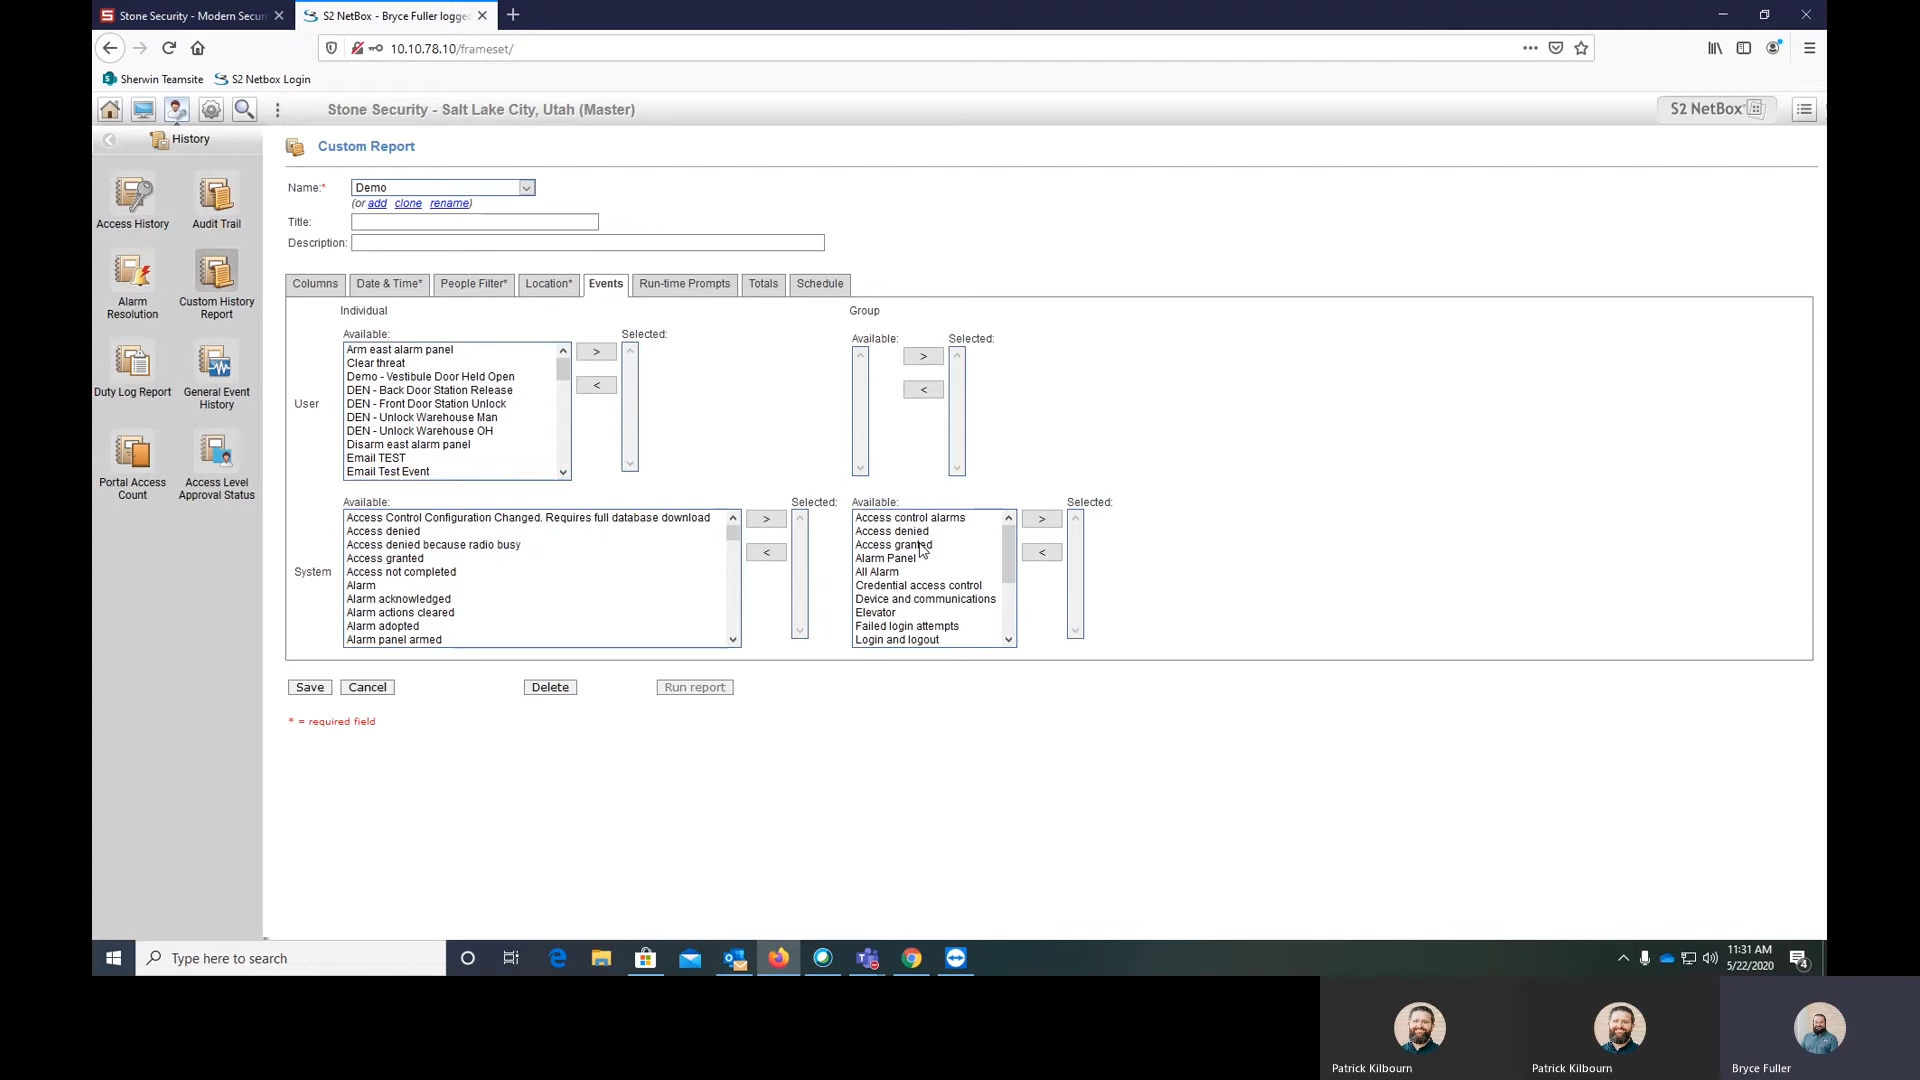 Stone Security - Modern Secur
S2 NetBox - Bryce Fuller logge
10.10.78.10/frameset/
Sherwin Teamsite
S2 Netbox Login
Stone Security - Salt Lake City, Utah (Master)
S2 NetBox
History
Access History
Audit Trail
Alarm Resolution
Custom History Report
Duty Log Report
General Event History
Portal Access Count
Access Level Approval Status
Custom Report
Name:*
Demo
(or add clone rename)
Title:
Description:
Columns
Date & Time*
People Filter*
Location*
Events
Run-time Prompts
Totals
Schedule
Individual
Group
User
Available:
Selected:
Arm east alarm panel
Clear threat
Demo - Vestibule Door Held Open
DEN - Back Door Station Release
DEN - Front Door Station Unlock
DEN - Unlock Warehouse Man
DEN - Unlock Warehouse OH
Disarm east alarm panel
Email TEST
Email Test Event
>
<
Available:
Selected:
>
<
System
Available:
Selected:
Access Control Configuration Changed. Requires full database download
Access denied
Access denied because radio busy
Access granted
Access not completed
Alarm
Alarm acknowledged
Alarm actions cleared
Alarm adopted
Alarm panel armed
>
<
Available:
Selected:
Access control alarms
Access denied
Access granted
Alarm Panel
All Alarm
Credential access control
Device and communications
Elevator
Failed login attempts
Login and logout
>
<
Save
Cancel
Delete
Run report
* = required field
Type here to search
11:31 AM
5/22/2020
4
Patrick Kilbourn
Patrick Kilbourn
Bryce Fuller